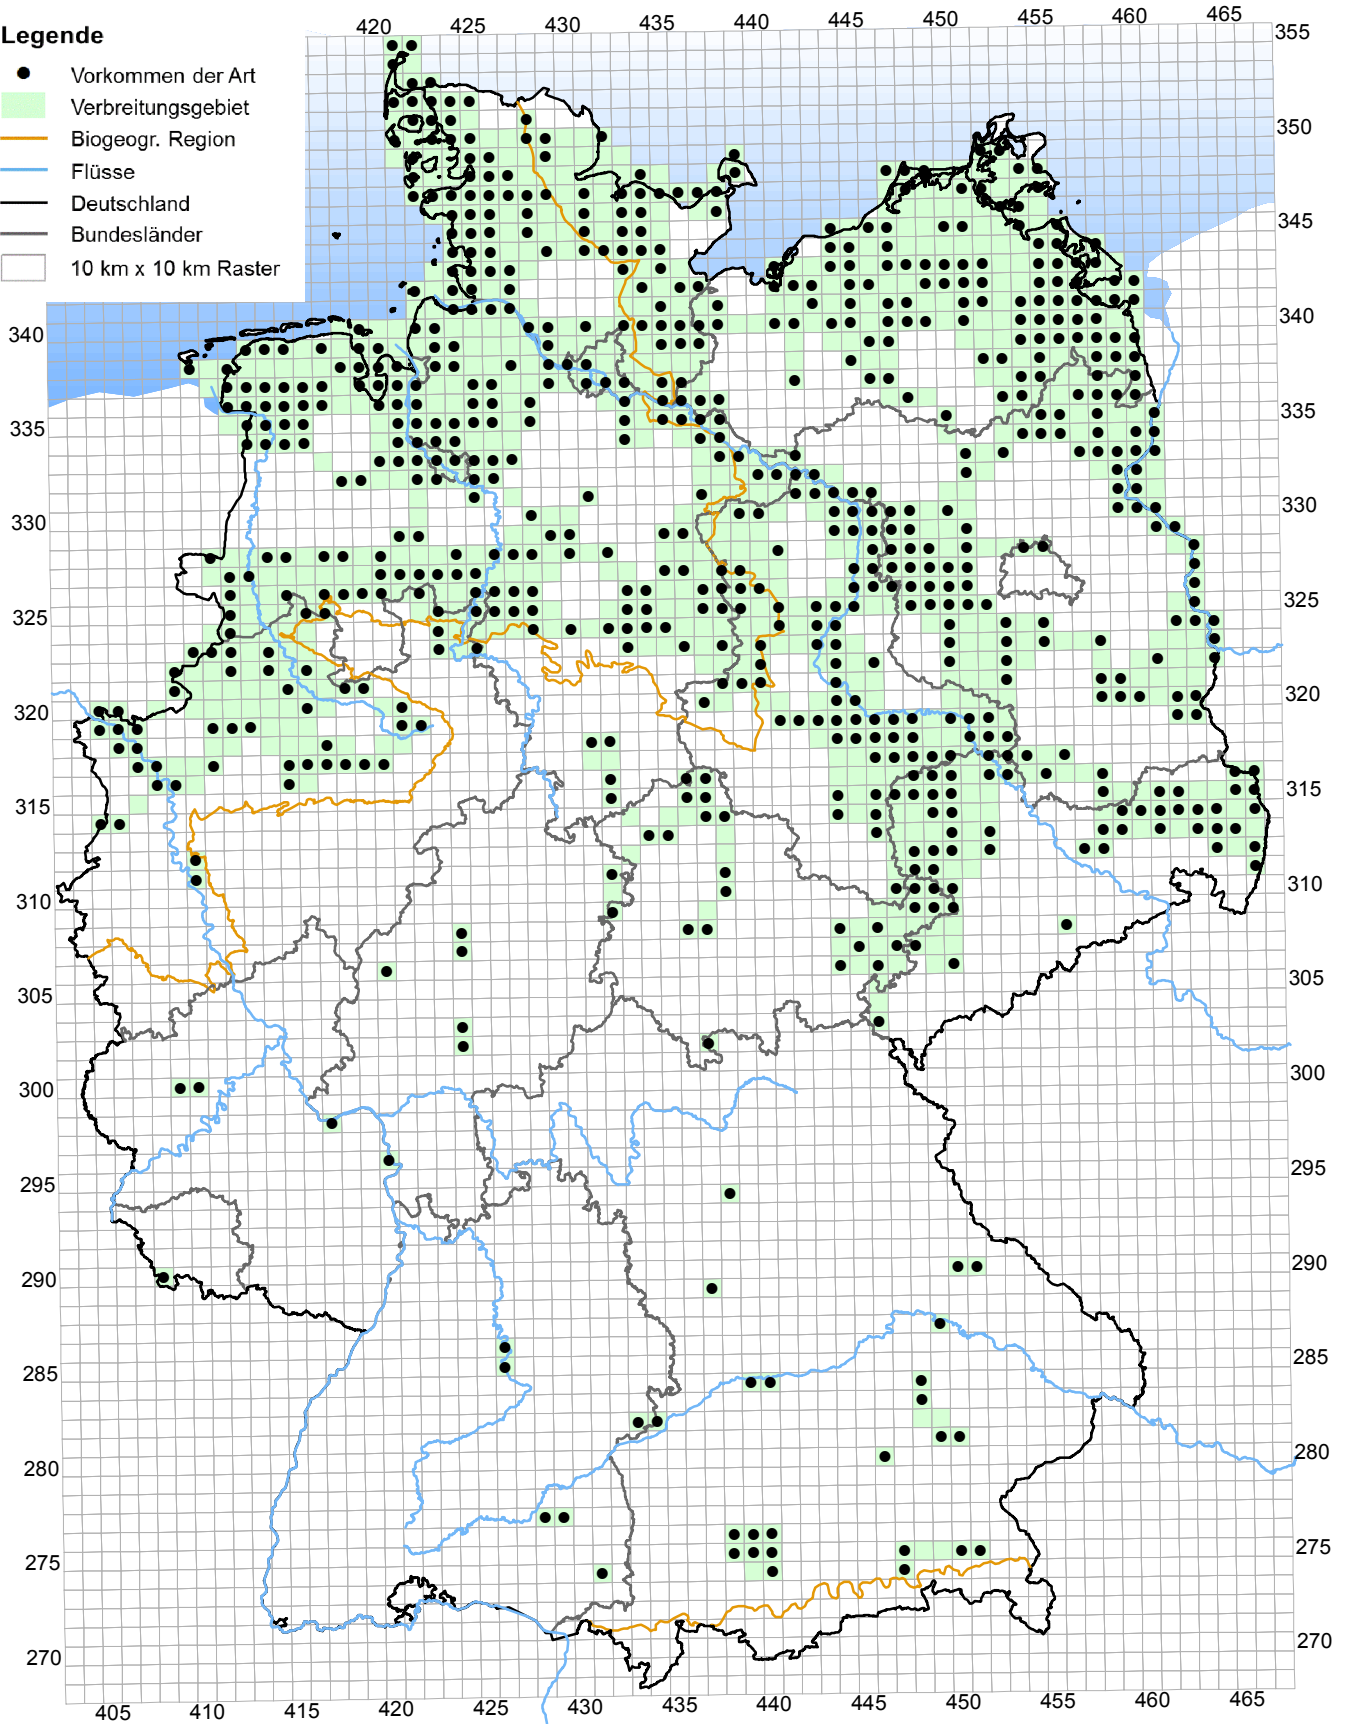 420 425 430 435 440 445 450 455 460 465
355
Legende
Vorkommen der Art
Verbreitungsgebiet
Biogeogr. Region
Flüsse
Deutschland
Bundesländer
10 km x 10 km Raster
350
345
340 340
335 335
330 330
325 325
320 320
315 315
310 310
305 305
300 300
295 295
290 290
285 285
280 280
275 275
270 270
405 410 415 420 425 430 435 440 445 450 455 460 465